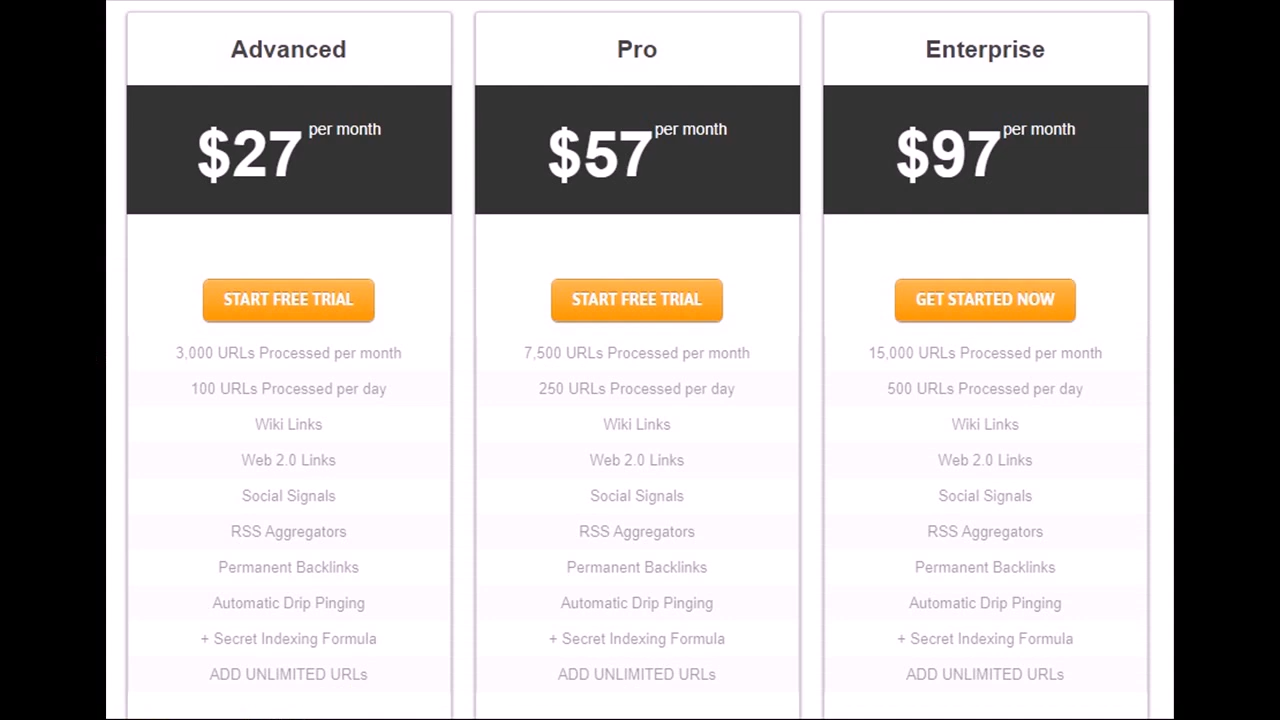 Advanced
$27 per month
START FREE TRIAL
3,000 URLs Processed per month
100 URLs Processed per day
Wiki Links
Web 2.0 Links
Social Signals
RSS Aggregators
Permanent Backlinks
Automatic Drip Pinging
+ Secret Indexing Formula
ADD UNLIMITED URLs
Pro
$57 per month
START FREE TRIAL
7,500 URLs Processed per month
250 URLs Processed per day
Wiki Links
Web 2.0 Links
Social Signals
RSS Aggregators
Permanent Backlinks
Automatic Drip Pinging
+ Secret Indexing Formula
ADD UNLIMITED URLs
Enterprise
$97 per month
GET STARTED NOW
15,000 URLs Processed per month
500 URLs Processed per day
Wiki Links
Web 2.0 Links
Social Signals
RSS Aggregators
Permanent Backlinks
Automatic Drip Pinging
+ Secret Indexing Formula
ADD UNLIMITED URLs